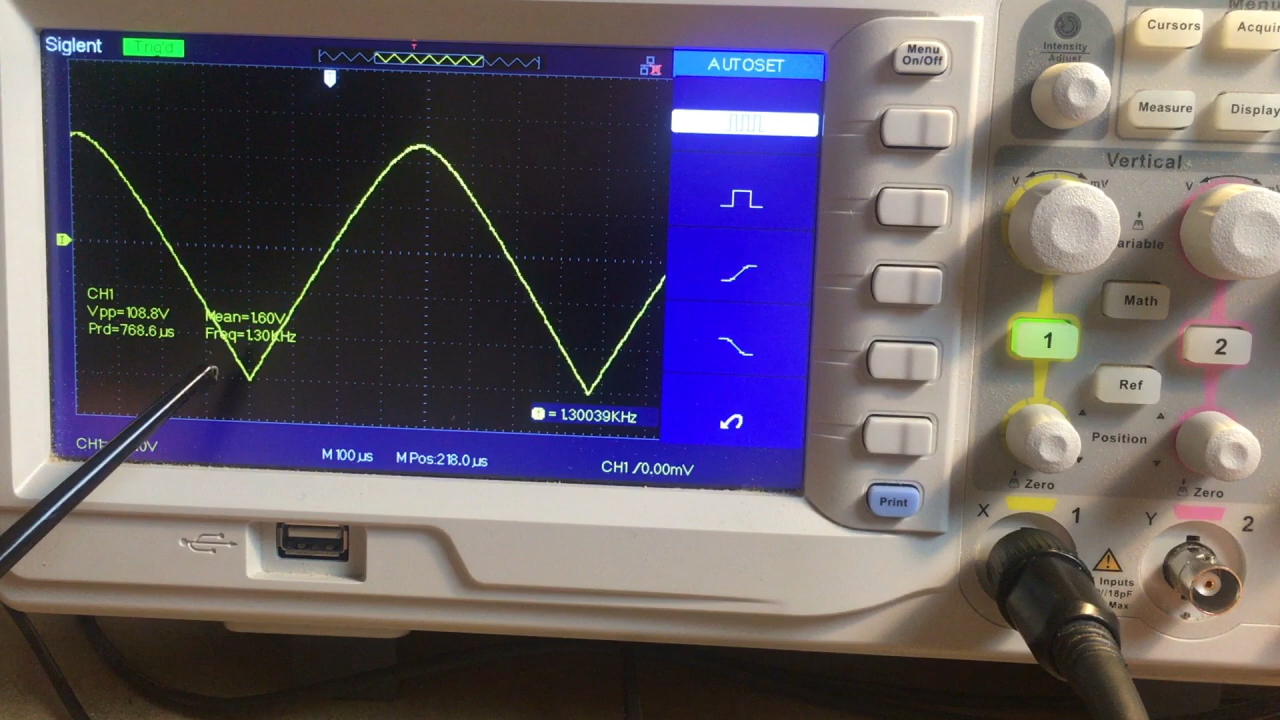 Siglent Trig'd
AUTOSET
CH1
Vpp=108.8V Mean=1.60V
Prd=768.6µs Freq=1.30KHz
= 1.30039KHz
M 100µs M Pos:218.0µs
CH1 /0.00mV
Menu
On/Off
Print
Intensity
Adjust
Cursors
Measure
Display
Vertical
V mV
V
Math
1
2
Ref
Position
Zero
Zero
X 1
Y 2
Inputs